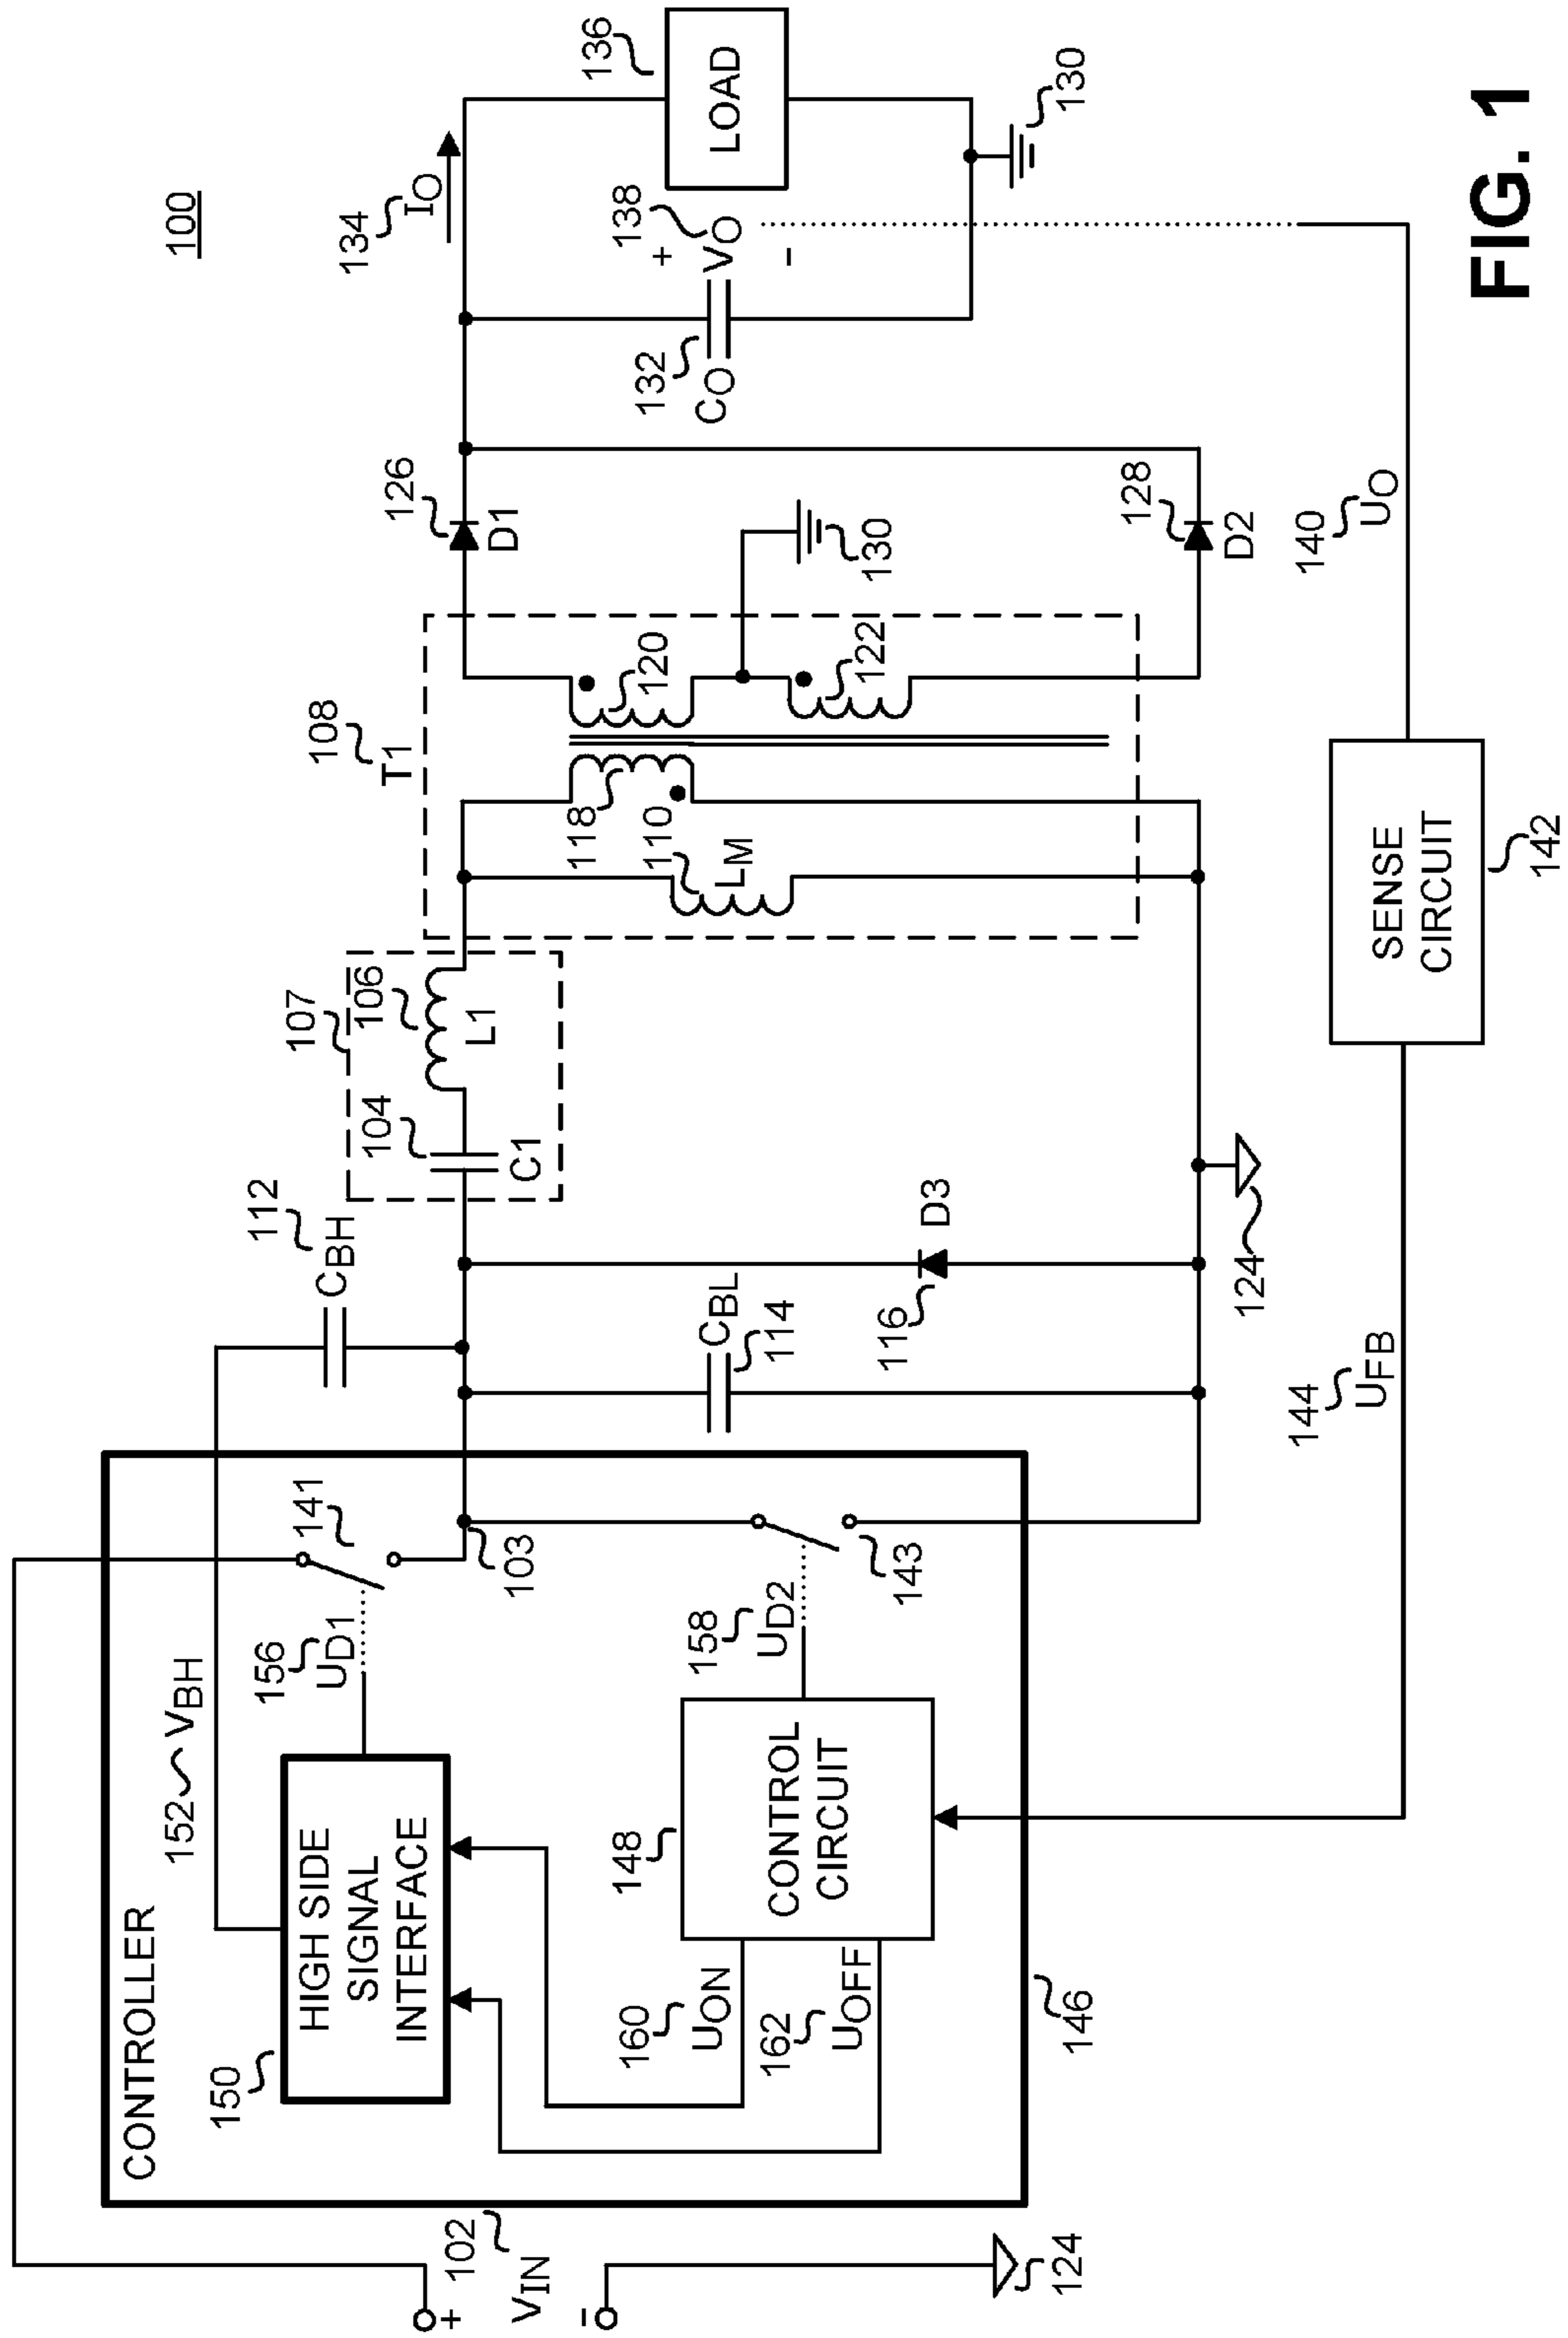 100
CONTROLLER
150
HIGH SIDE
SIGNAL
INTERFACE
152
VBH
156
UD1
141
103
112
CBH
107
104
C1
106
L1
108
T1
118
110
LM
120
122
126
D1
130
128
D2
134
IO
132
CO
+
138
VO
-
136
LOAD
130
102
+
VIN
-
124
160
UON
162
UOFF
148
CONTROL
CIRCUIT
158
UD2
143
146
CBL
114
116
D3
124
144
UFB
SENSE
CIRCUIT
142
140
UO
FIG. 1